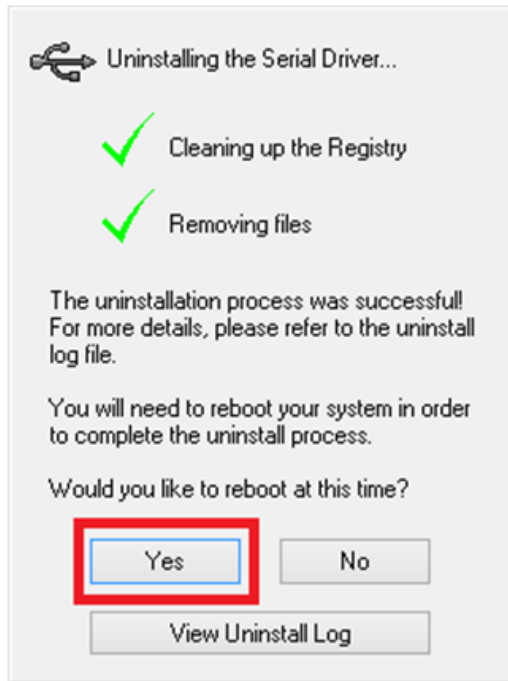 Uninstalling the Serial Driver...
Cleaning up the Registry
Removing files
The uninstallation process was successful!
For more details, please refer to the uninstall
log file.
You will need to reboot your system in order
to complete the uninstall process.
Would you like to reboot at this time?
Yes No
View Uninstall Log